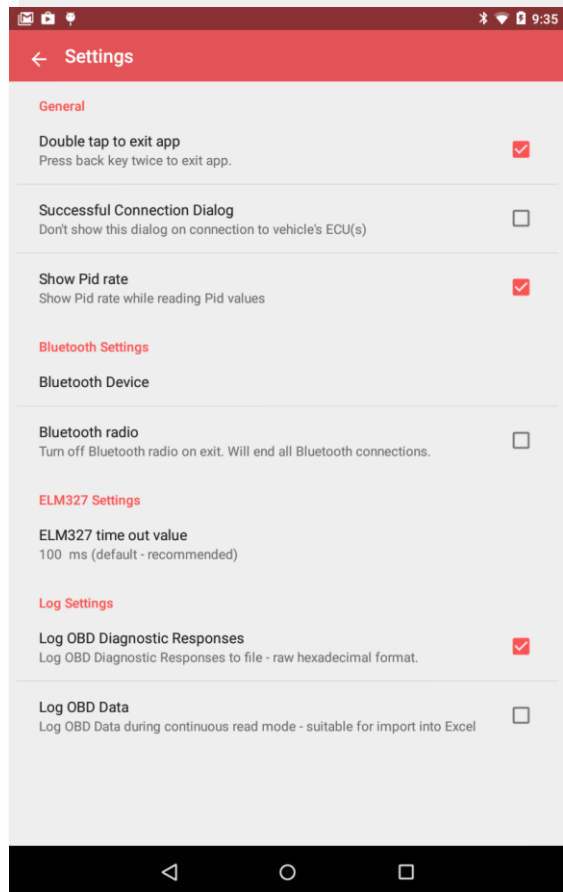 9:35
Settings
General
Double tap to exit app
Press back key twice to exit app.
Successful Connection Dialog
Don't show this dialog on connection to vehicle's ECU(s)
Show Pid rate
Show Pid rate while reading Pid values
Bluetooth Settings
Bluetooth Device
Bluetooth radio
Turn off Bluetooth radio on exit. Will end all Bluetooth connections.
ELM327 Settings
ELM327 time out value
100 ms (default - recommended)
Log Settings
Log OBD Diagnostic Responses
Log OBD Diagnostic Responses to file - raw hexadecimal format.
Log OBD Data
Log OBD Data during continuous read mode - suitable for import into Excel